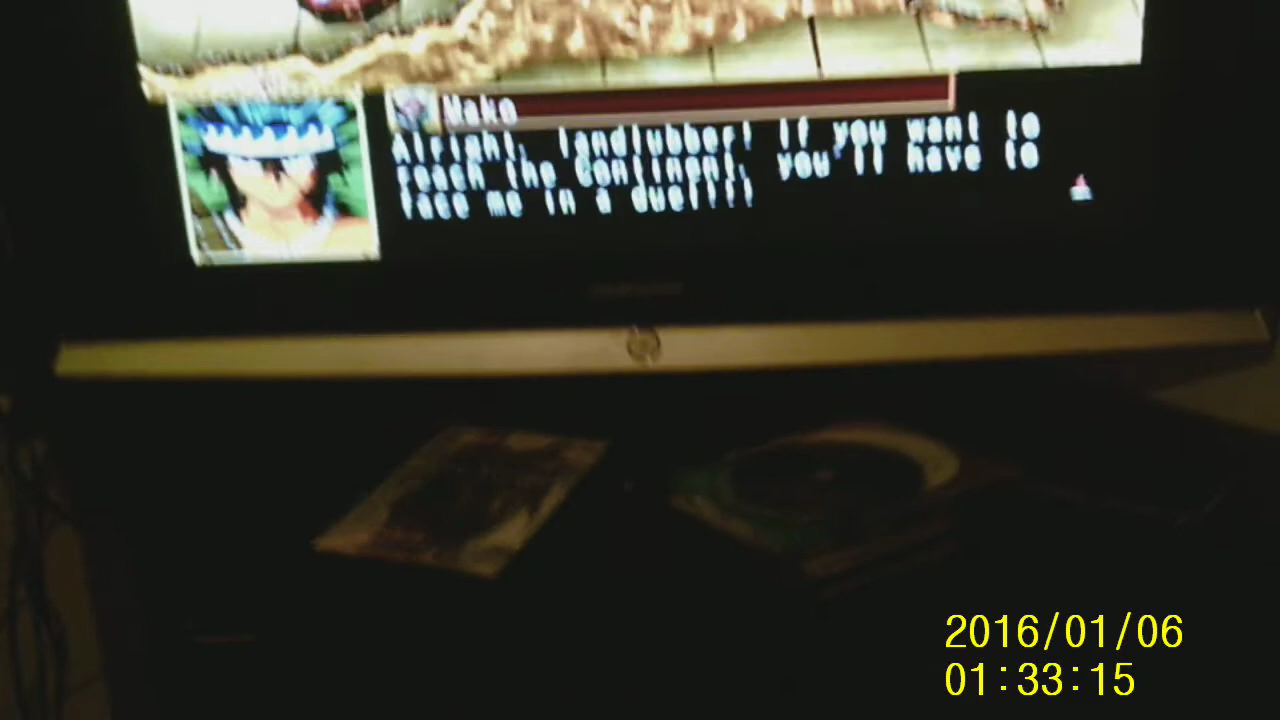 Mako
Alright, landlubber! If you want to
reach the Continent, you'll have to
face me in a duel!!!
2016/01/06
01:33:15